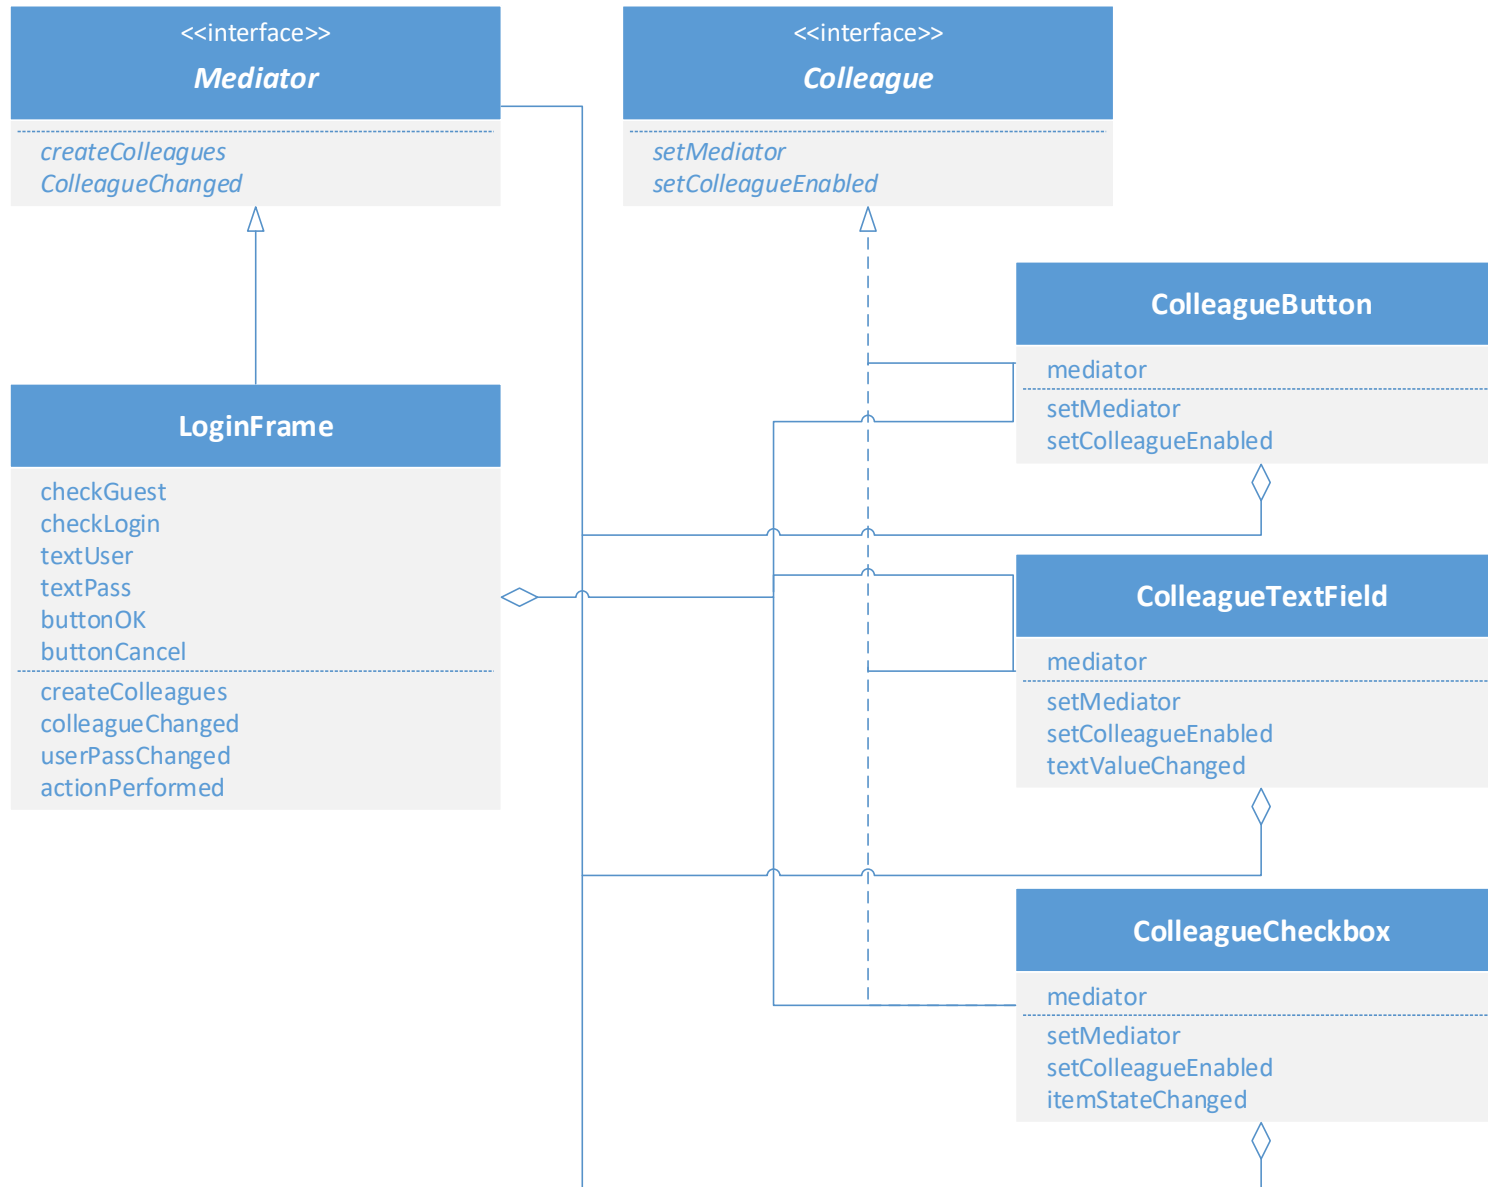 <<interface>>
Mediator
createColleagues
ColleagueChanged
<<interface>>
Colleague
setMediator
setColleagueEnabled
LoginFrame
checkGuest
checkLogin
textUser
textPass
buttonOK
buttonCancel
createColleagues
colleagueChanged
userPassChanged
actionPerformed
ColleagueButton
mediator
setMediator
setColleagueEnabled
ColleagueTextField
mediator
setMediator
setColleagueEnabled
textValueChanged
ColleagueCheckbox
mediator
setMediator
setColleagueEnabled
itemStateChanged